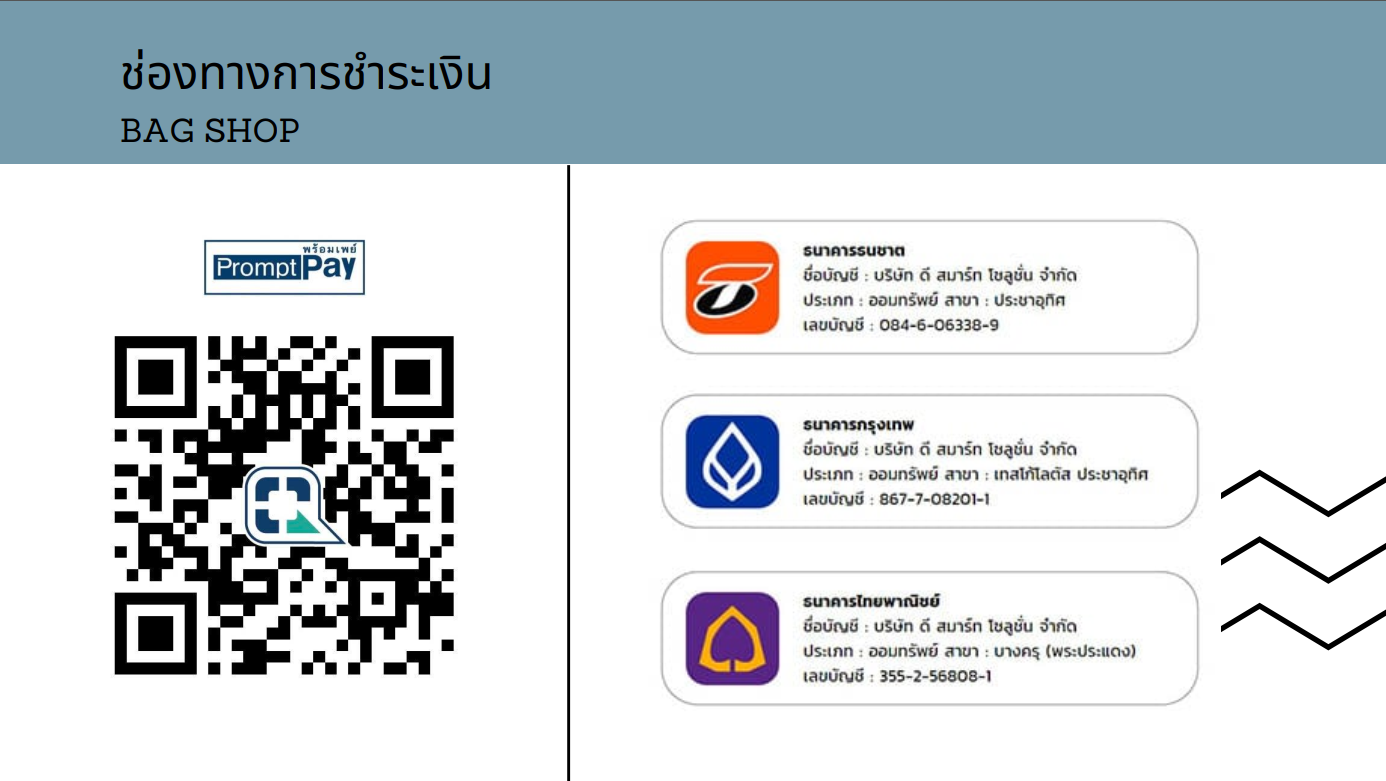 ช่องทางการชำระเงิน
BAG SHOP
พร้อมเพย์
PromptPay
ธนาคารธนชาต
ชื่อบัญชี : บริษัท ดี สมาร์ท โซลูชั่น จำกัด
ประเภท : ออมทรัพย์ สาขา : ประชาอุทิศ
เลขบัญชี : 084-6-06338-9
ธนาคารกรุงเทพ
ชื่อบัญชี : บริษัท ดี สมาร์ท โซลูชั่น จำกัด
ประเภท : ออมทรัพย์ สาขา : เทสโก้โลตัส ประชาอุทิศ
เลขบัญชี : 867-7-08201-1
ธนาคารไทยพาณิชย์
ชื่อบัญชี : บริษัท ดี สมาร์ท โซลูชั่น จำกัด
ประเภท : ออมทรัพย์ สาขา : บางครุ (พระประแดง)
เลขบัญชี : 355-2-56808-1